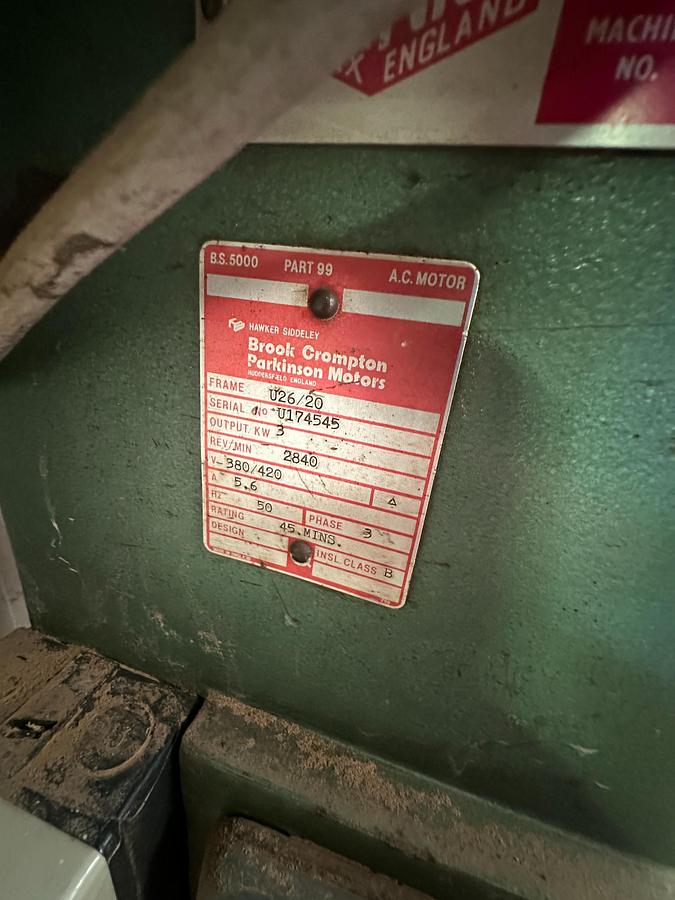 ENGLAND
MACHI
NO.
B.S.5000 PART 99 A.C. MOTOR
HAWKER SIDDELEY
Brook Crompton
Parkinson Motors
HUDDERSFIELD ENGLAND
FRAME U26/20
SERIAL No U174545
OUTPUT KW 3
REV/MIN 2840
V- 380/420 Δ
A 5.6
Hz 50 PHASE 3
RATING 45.MINS.
DESIGN INSL.CLASS B